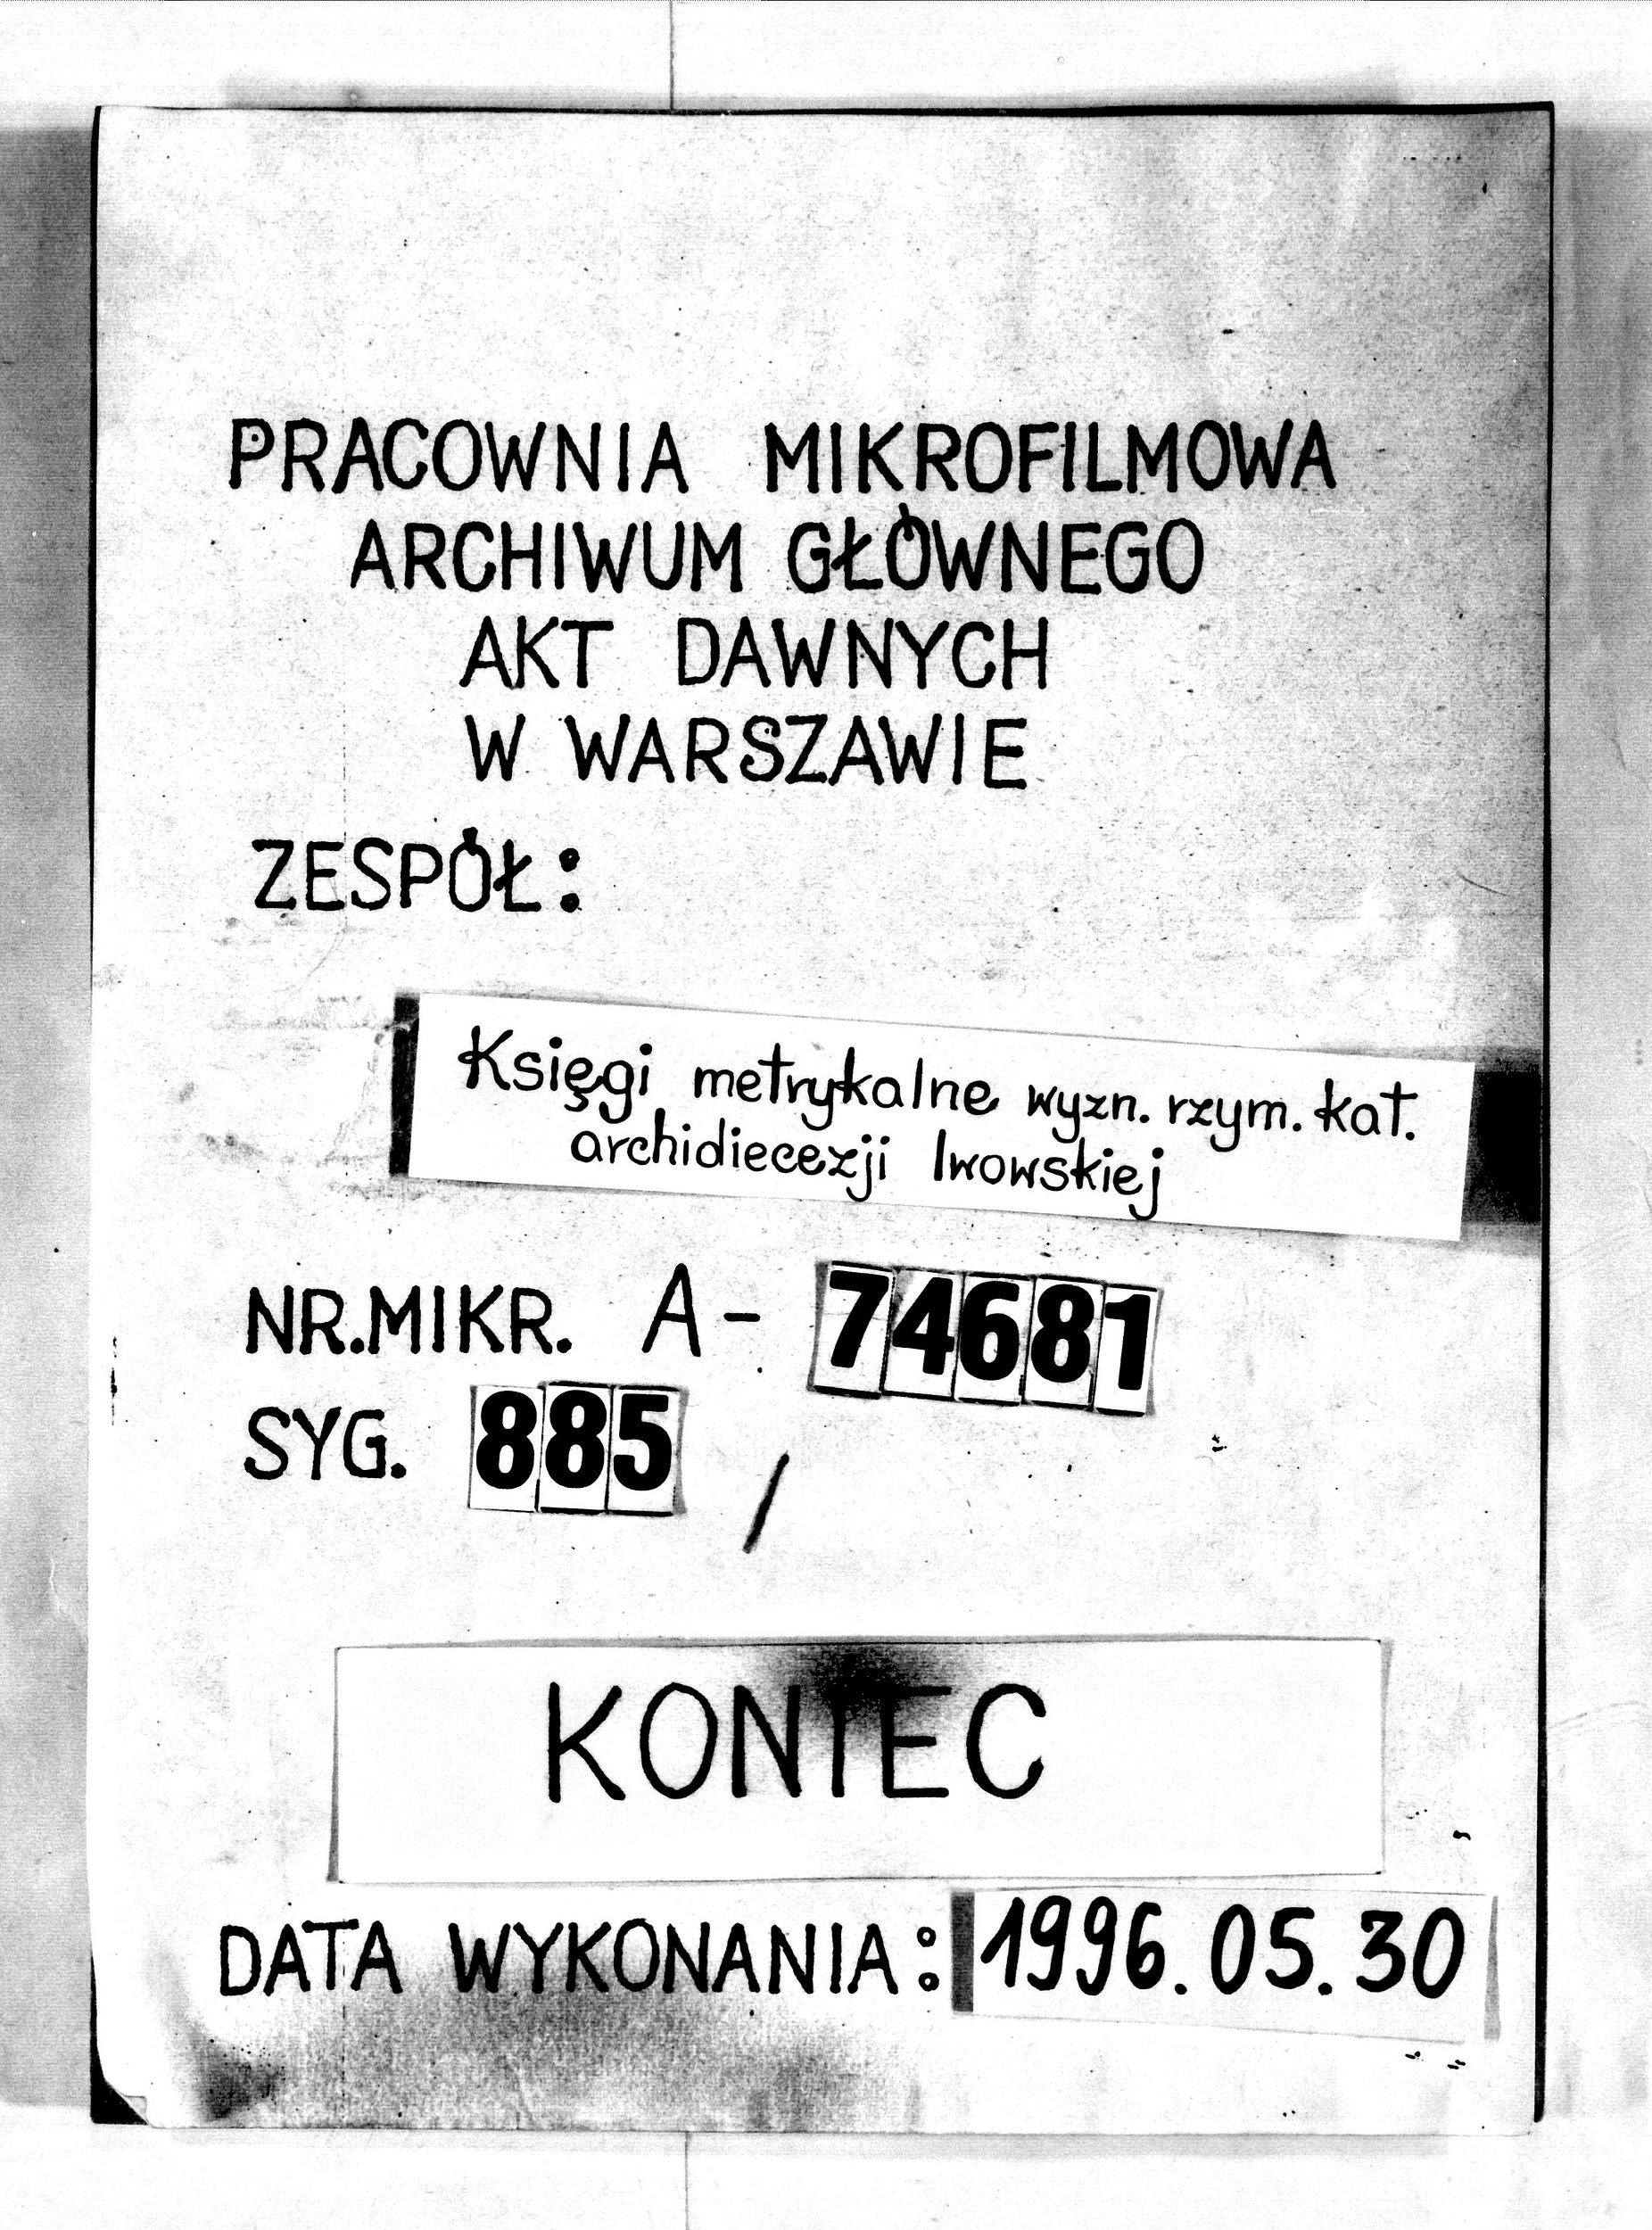 PRACOWNIA MIKROFILMOWA
ARCHIWUM GŁÓWNEGO
AKT DAWNYCH
W WARSZAWIE
ZESPÓŁ:
Księgi metrykalne wyzn. rzym. kat.
archidiecezji lwowskiej
NR.MIKR. A- 74681
SYG. 885 /
KONIEC
DATA WYKONANIA: 1996.05.30